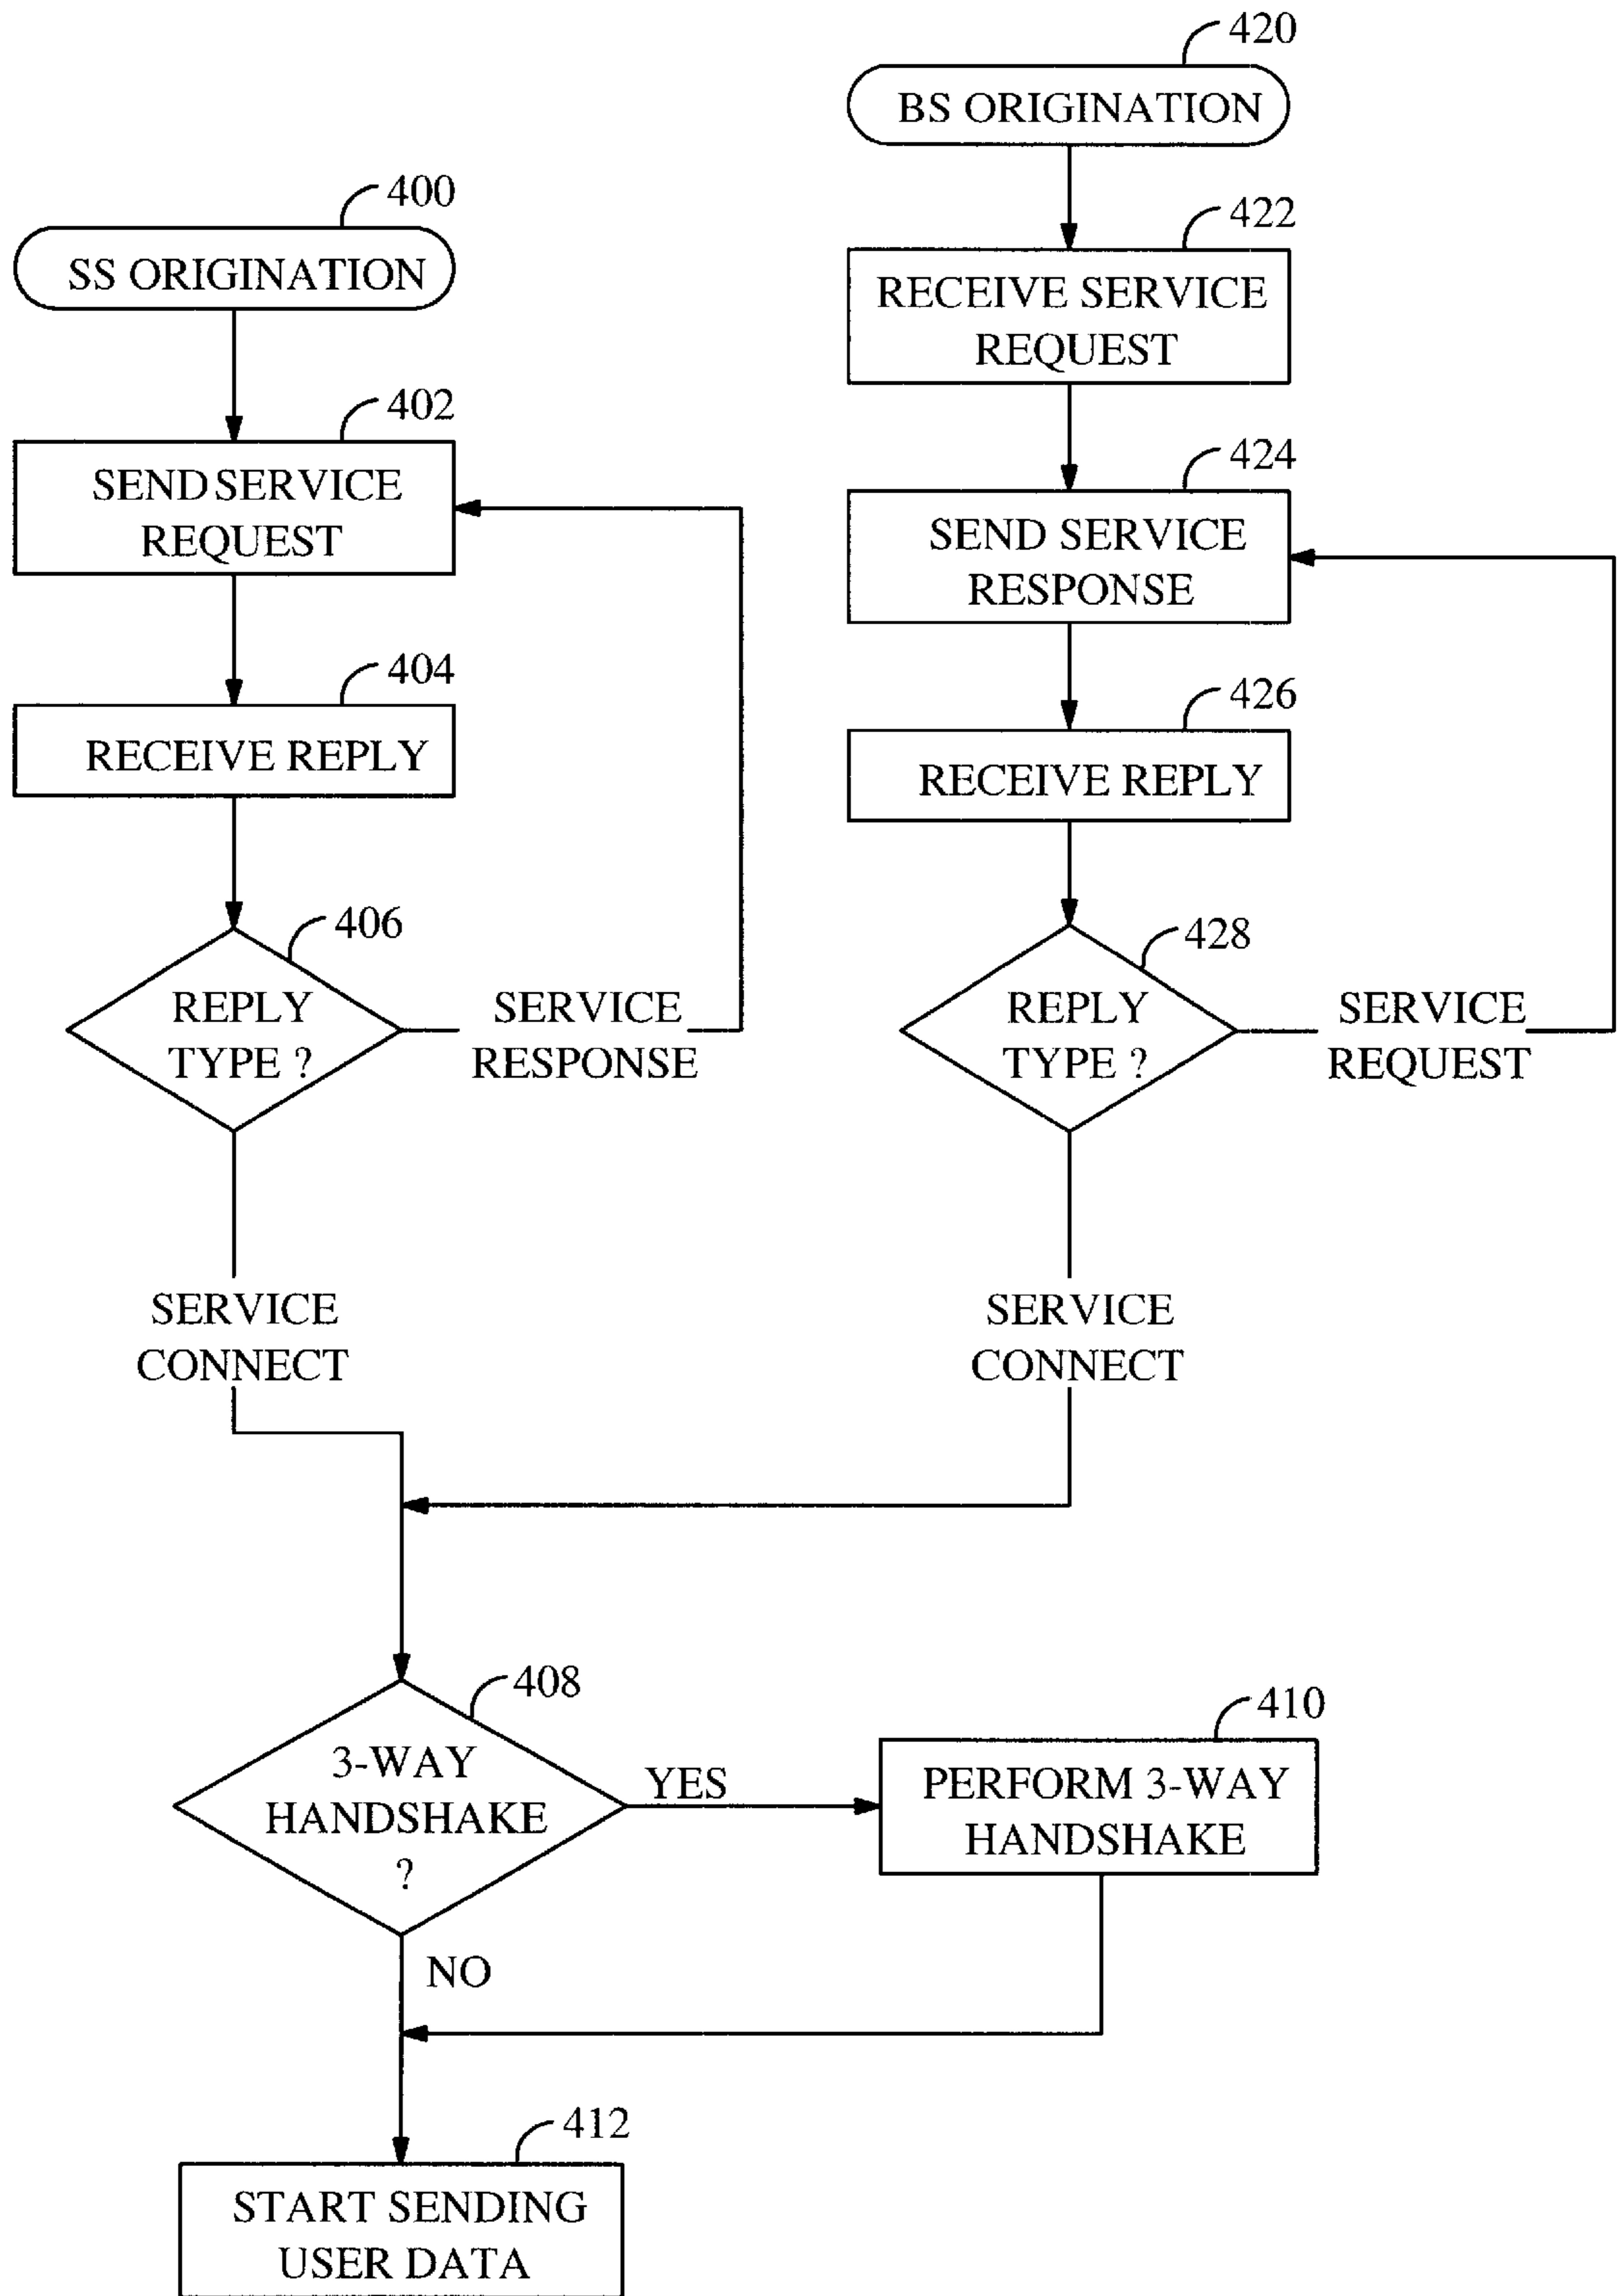 420
BS ORIGINATION
400
SS ORIGINATION
422
RECEIVE SERVICE
REQUEST
402
SEND SERVICE
REQUEST
424
SEND SERVICE
RESPONSE
404
RECEIVE REPLY
426
RECEIVE REPLY
406
REPLY
TYPE ?
SERVICE
RESPONSE
428
REPLY
TYPE ?
SERVICE
REQUEST
SERVICE
CONNECT
SERVICE
CONNECT
408
3-WAY
HANDSHAKE
?
YES
410
PERFORM 3-WAY
HANDSHAKE
NO
412
START SENDING
USER DATA